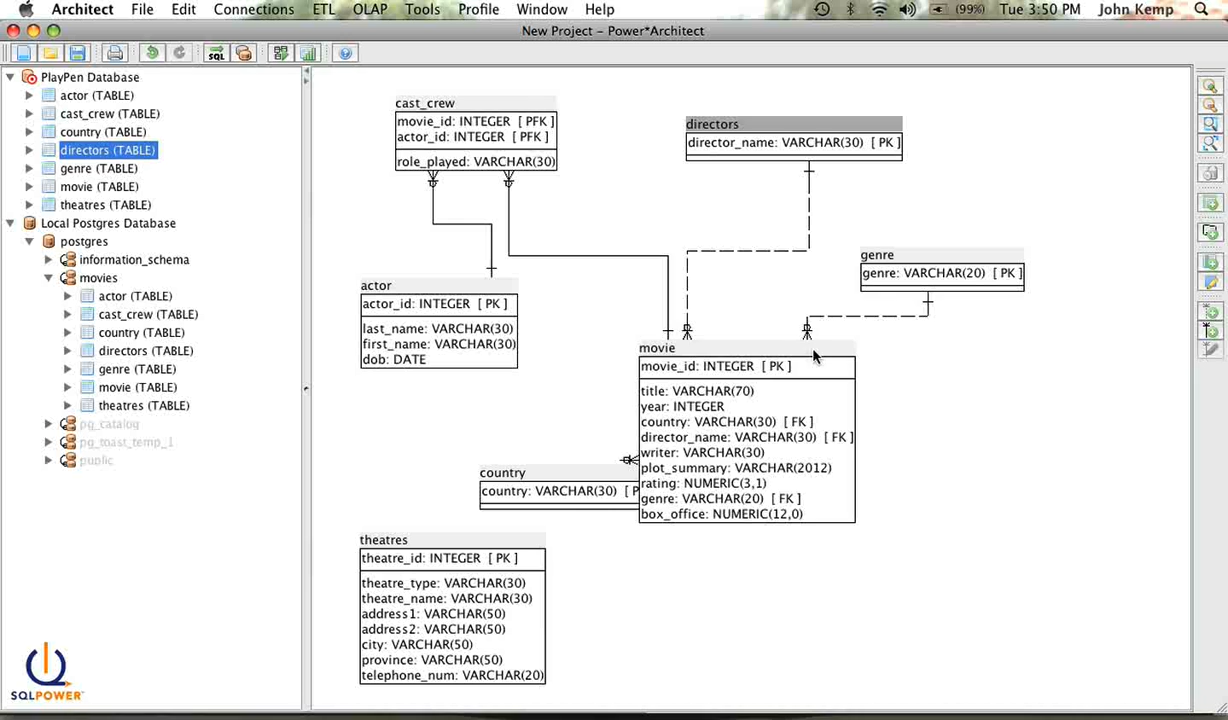 Architect File Edit Connections ETL OLAP Tools Profile Window Help (99%) Tue 3:50 PM John Kemp
New Project – Power*Architect
SQL
PlayPen Database
actor (TABLE)
cast_crew (TABLE)
country (TABLE)
directors (TABLE)
genre (TABLE)
movie (TABLE)
theatres (TABLE)
Local Postgres Database
postgres
information_schema
movies
actor (TABLE)
cast_crew (TABLE)
country (TABLE)
directors (TABLE)
genre (TABLE)
movie (TABLE)
theatres (TABLE)
pg_catalog
pg_toast_temp_1
public
SQLPOWER
cast_crew
movie_id: INTEGER [ PFK ]
actor_id: INTEGER [ PFK ]
role_played: VARCHAR(30)
directors
director_name: VARCHAR(30) [ PK ]
genre
genre: VARCHAR(20) [ PK ]
actor
actor_id: INTEGER [ PK ]
last_name: VARCHAR(30)
first_name: VARCHAR(30)
dob: DATE
movie
movie_id: INTEGER [ PK ]
title: VARCHAR(70)
year: INTEGER
country: VARCHAR(30) [ FK ]
director_name: VARCHAR(30) [ FK ]
writer: VARCHAR(30)
plot_summary: VARCHAR(2012)
rating: NUMERIC(3,1)
genre: VARCHAR(20) [ FK ]
box_office: NUMERIC(12,0)
country
country: VARCHAR(30) [ P
theatres
theatre_id: INTEGER [ PK ]
theatre_type: VARCHAR(30)
theatre_name: VARCHAR(30)
address1: VARCHAR(50)
address2: VARCHAR(50)
city: VARCHAR(50)
province: VARCHAR(50)
telephone_num: VARCHAR(20)